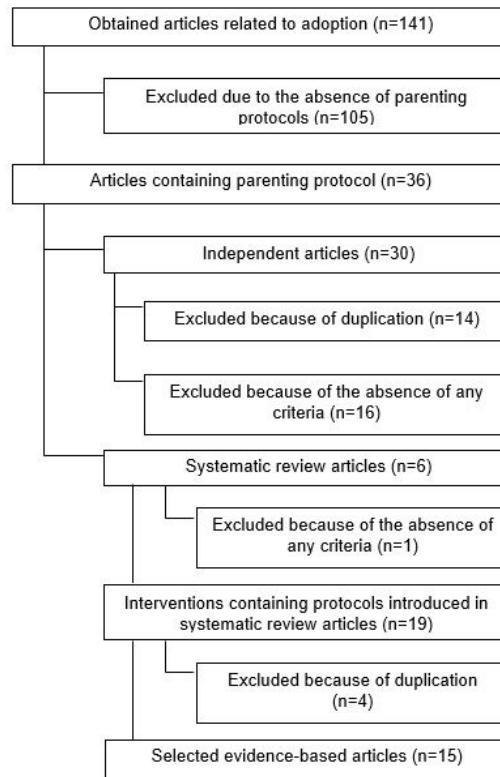 Obtained articles related to adoption (n=141)
Excluded due to the absence of parenting
protocols (n=105)
Articles containing parenting protocol (n=36)
Independent articles (n=30)
Excluded because of duplication (n=14)
Excluded because of the absence of any
criteria (n=16)
Systematic review articles (n=6)
Excluded because of the absence of
any criteria (n=1)
Interventions containing protocols introduced in
systematic review articles (n=19)
Excluded because of duplication
(n=4)
Selected evidence-based articles (n=15)